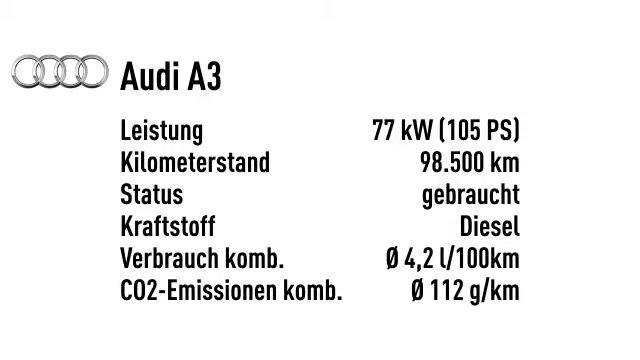 Audi A3
Leistung 77 kW (105 PS)
Kilometerstand 98.500 km
Status gebraucht
Kraftstoff Diesel
Verbrauch komb. Ø 4,2 l/100km
CO2-Emissionen komb. Ø 112 g/km